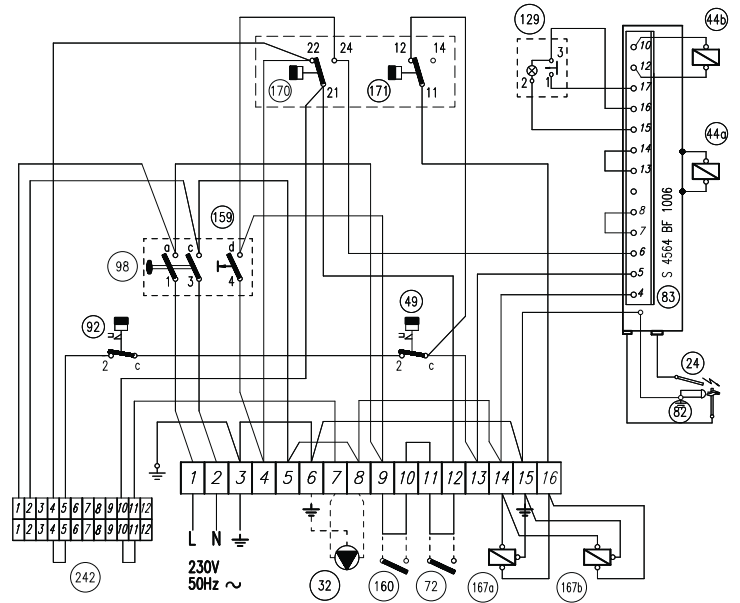 129
44b
22 24 12 14
3
10
12
170
171
21 11
2 1
17
16
15
44a
14
13
159
8
7
S 4564 BF 1006
a c d
6
98
1 3 4
5
4
83
92
49
24
2 c
2 c
82
1 2 3 4 5 6 7 8 9 10 11 12 13 14 15 16
1 2 3 4 5 6 7 8 9 10 11 12
1 2 3 4 5 6 7 8 9 10 11 12
L N
230V
50Hz ~
242
32
160
72
167a
167b